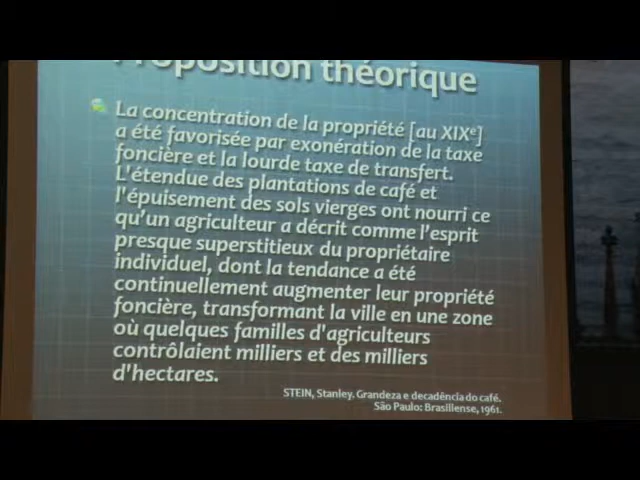 Proposition théorique
La concentration de la propriété [au XIXe]
a été favorisée par exonération de la taxe
foncière et la lourde taxe de transfert.
L'étendue des plantations de café et
l'épuisement des sols vierges ont nourri ce
qu'un agriculteur a décrit comme l'esprit
presque superstitieux du propriétaire
individuel, dont la tendance a été
continuellement augmenter leur propriété
foncière, transformant la ville en une zone
où quelques familles d'agriculteurs
contrôlaient milliers et des milliers
d'hectares.
STEIN, Stanley. Grandeza e decadência do café.
São Paulo: Brasiliense, 1961.